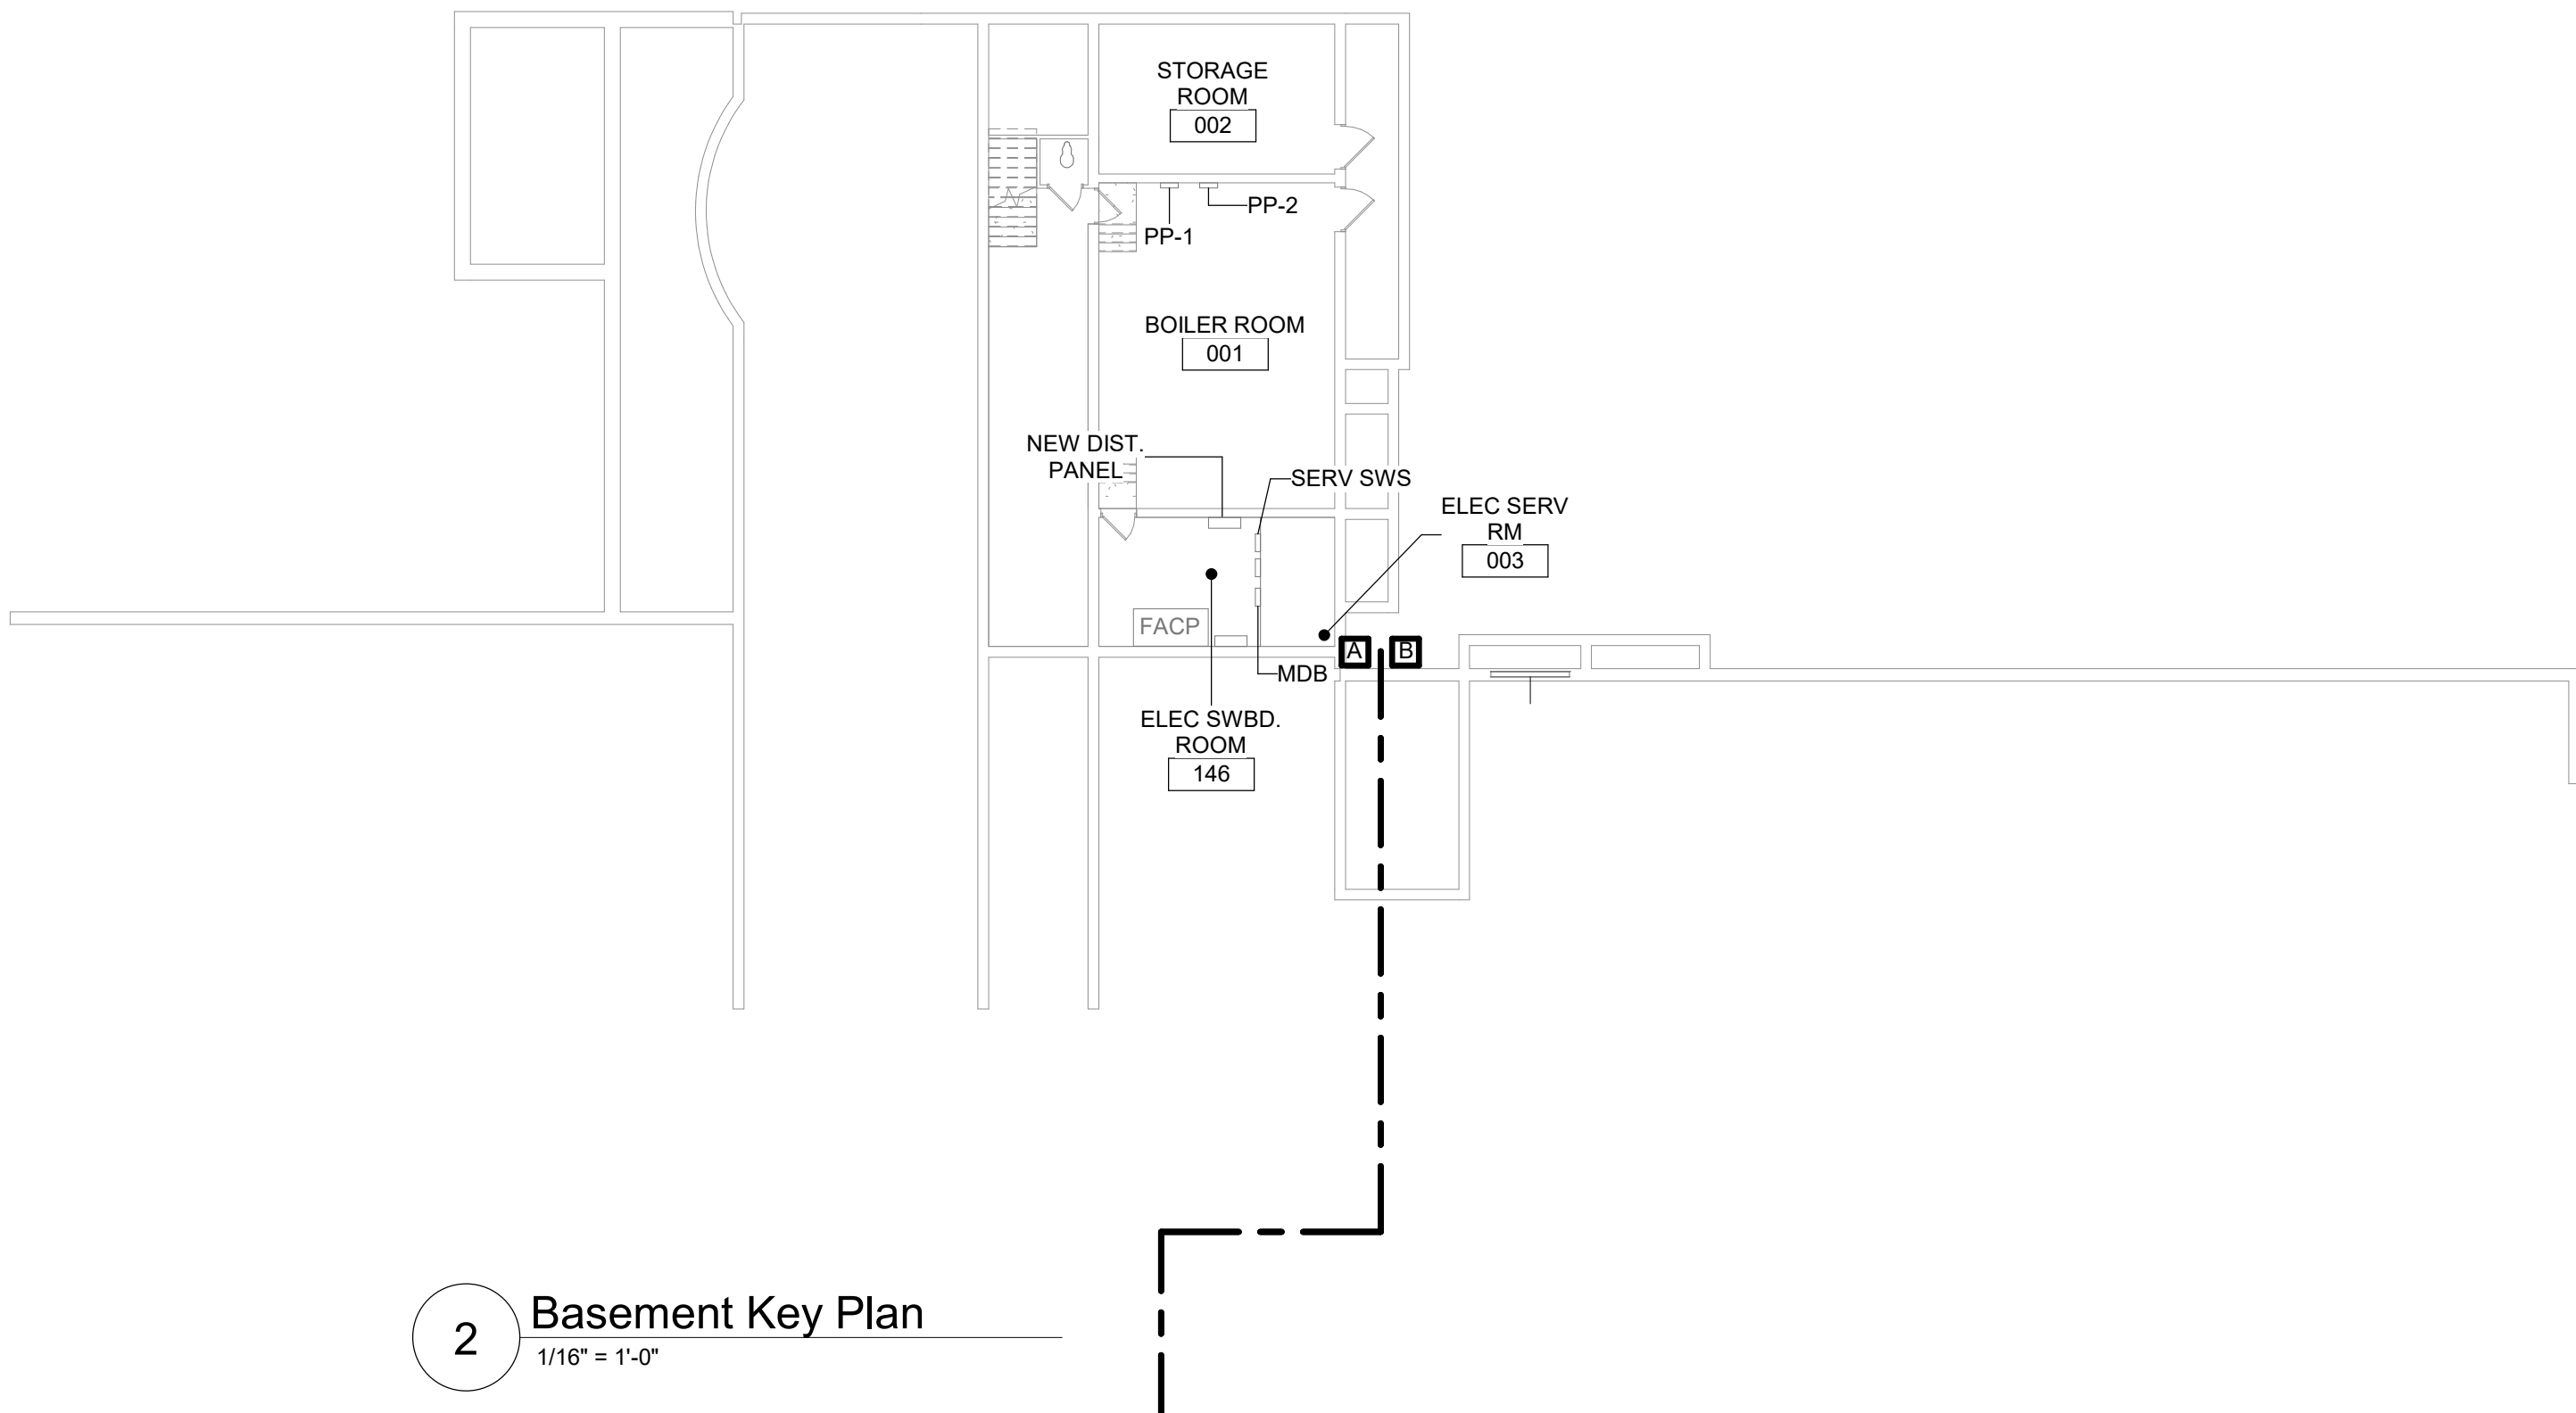 STORAGE
ROOM
002
PP-2
PP-1
BOILER ROOM
001
NEW DIST.
PANEL
SERV SWS
ELEC SERV
RM
003
FACP
A
B
MDB
ELEC SWBD.
ROOM
146
2
Basement Key Plan
1/16" = 1'-0"